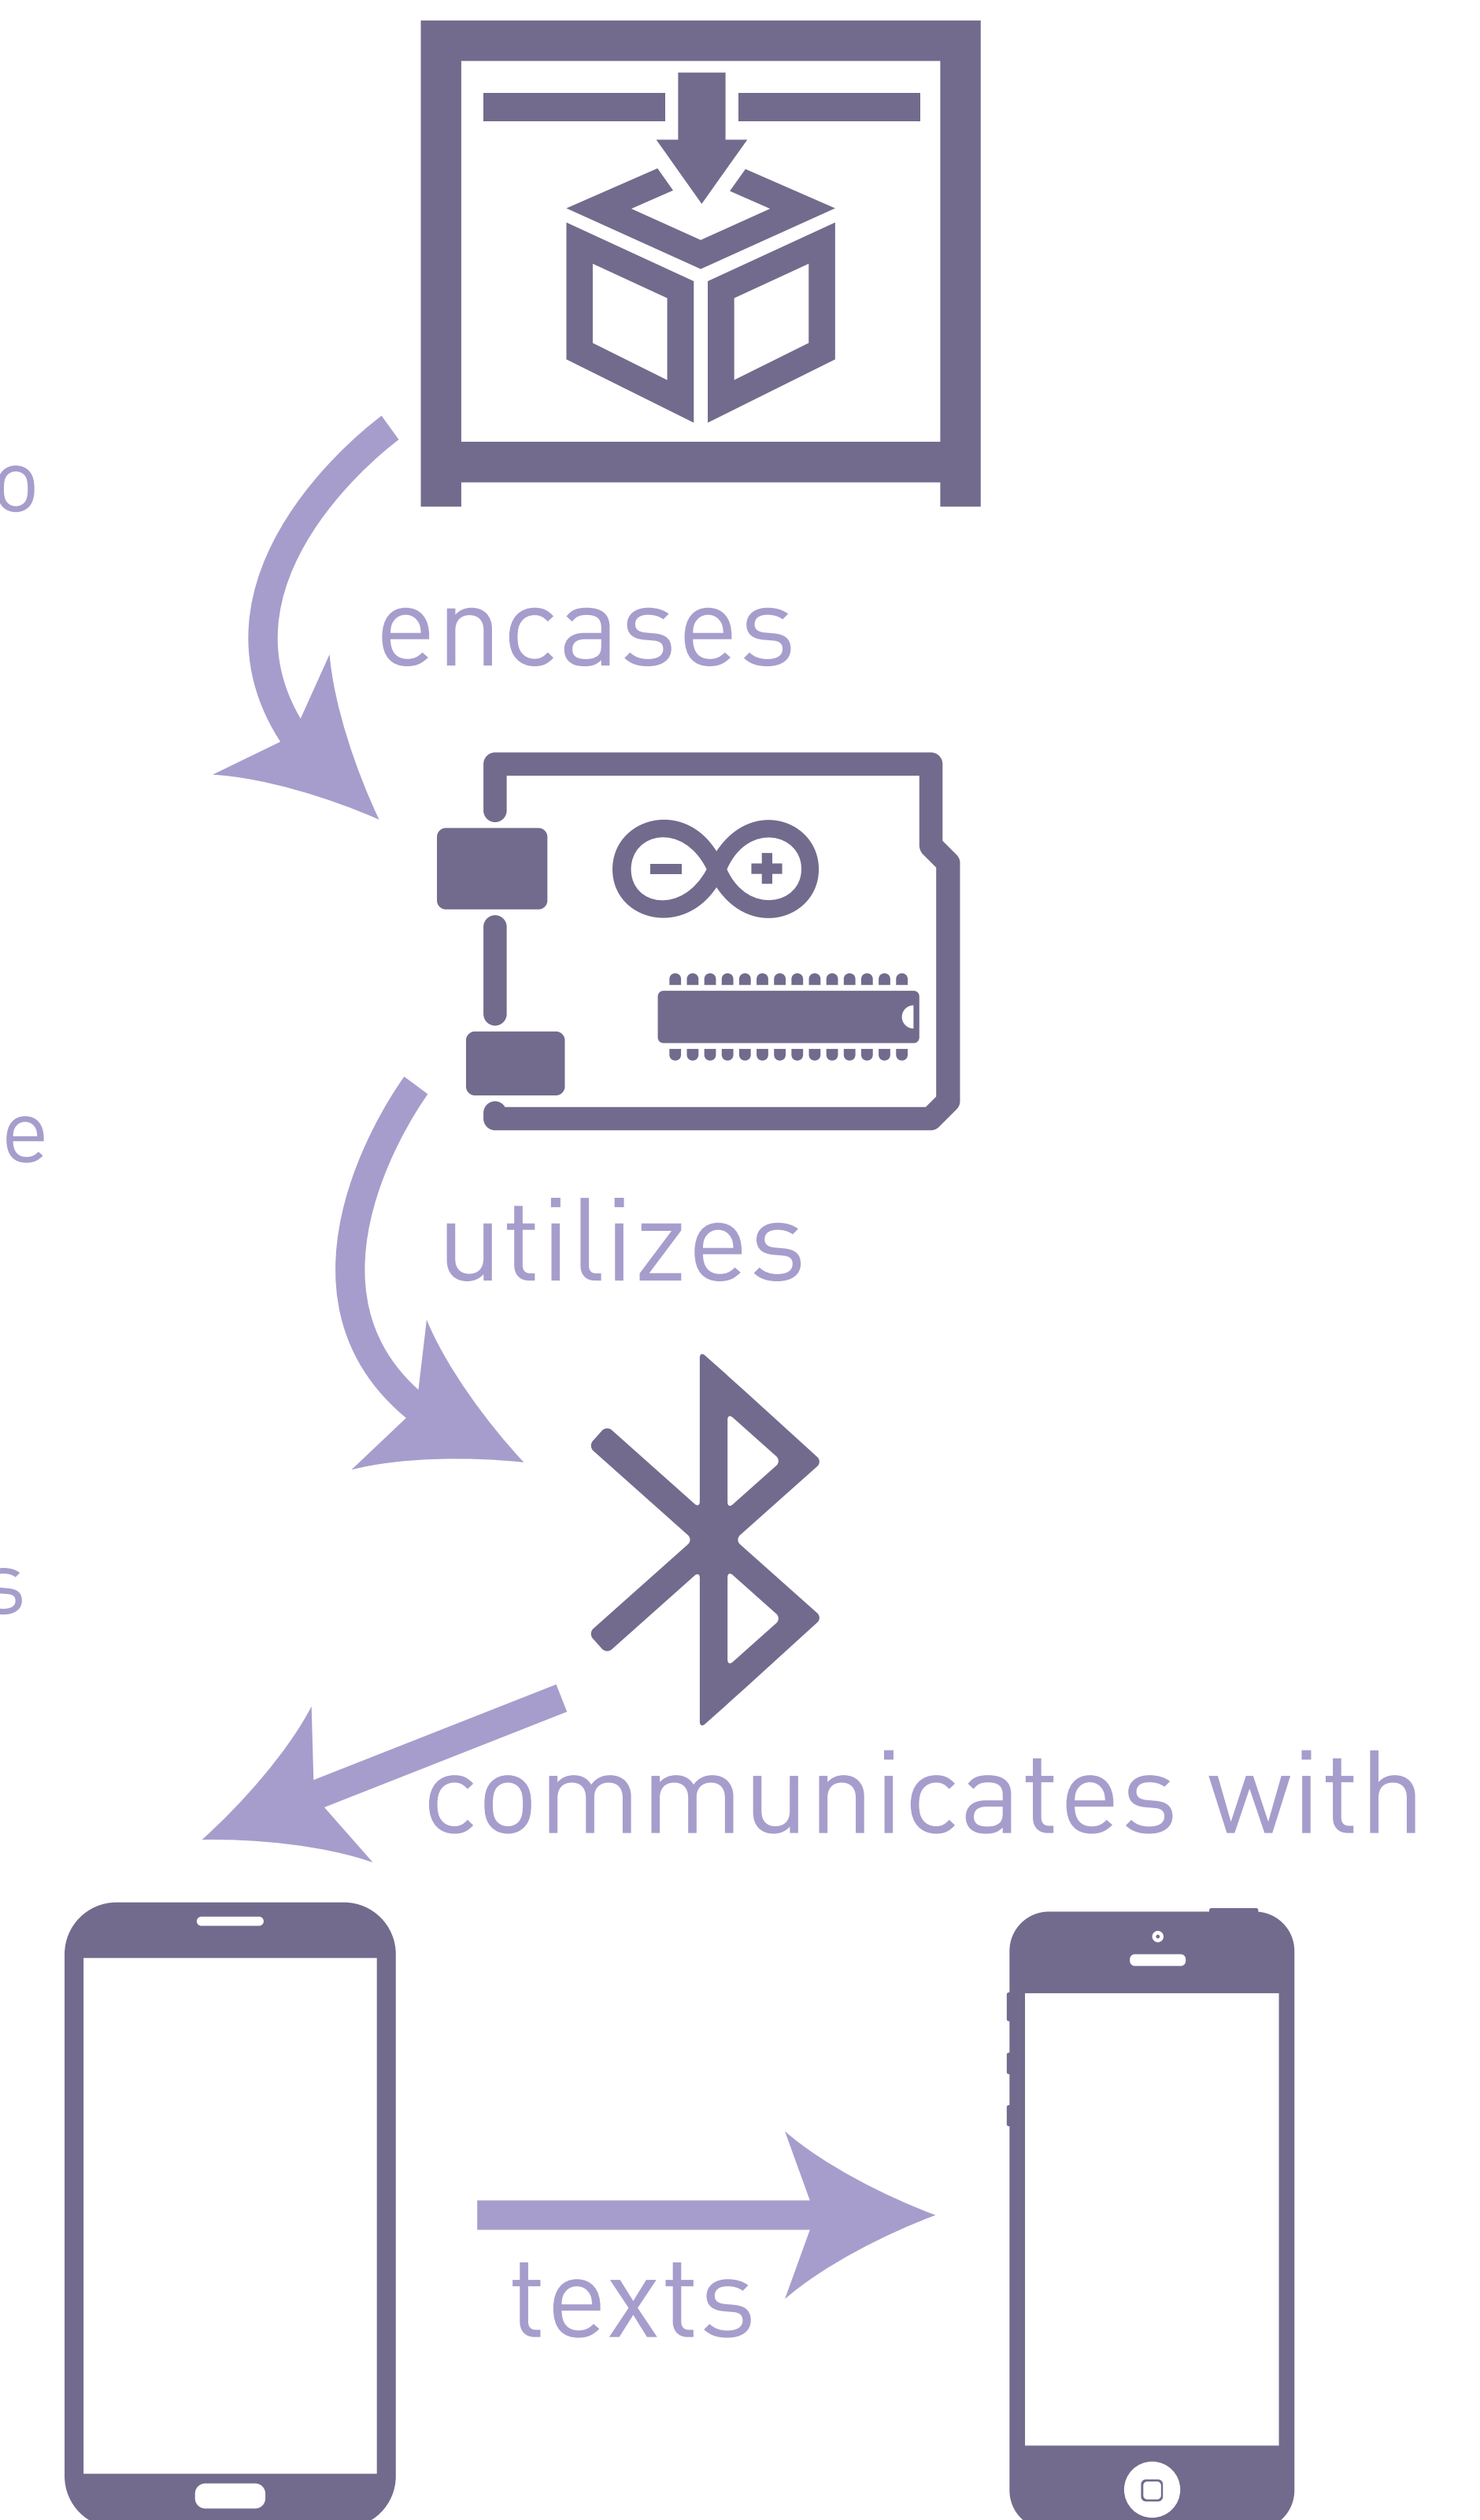 o
encases
e
utilizes
s
communicates with
texts